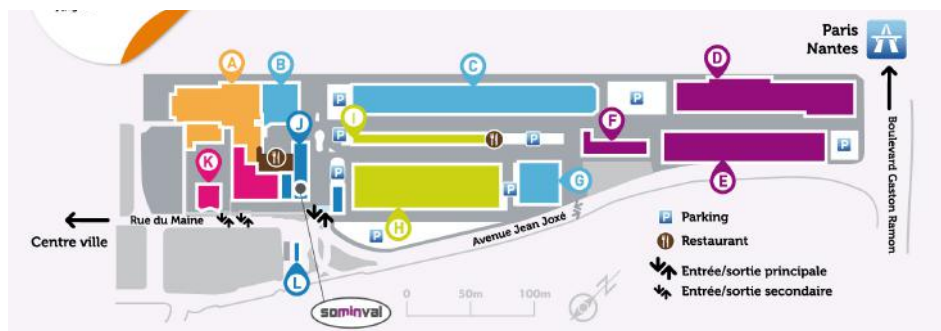 Paris
Nantes
A
B
C
D
P
P
I
P
F
J
K
P
P
P
E
G
H
P
Boulevard Gaston Ramon
Rue du Maine
Avenue Jean Joxé
Centre ville
P Parking
Restaurant
Entrée/sortie principale
Entrée/sortie secondaire
L
sominval
0 50m 100m